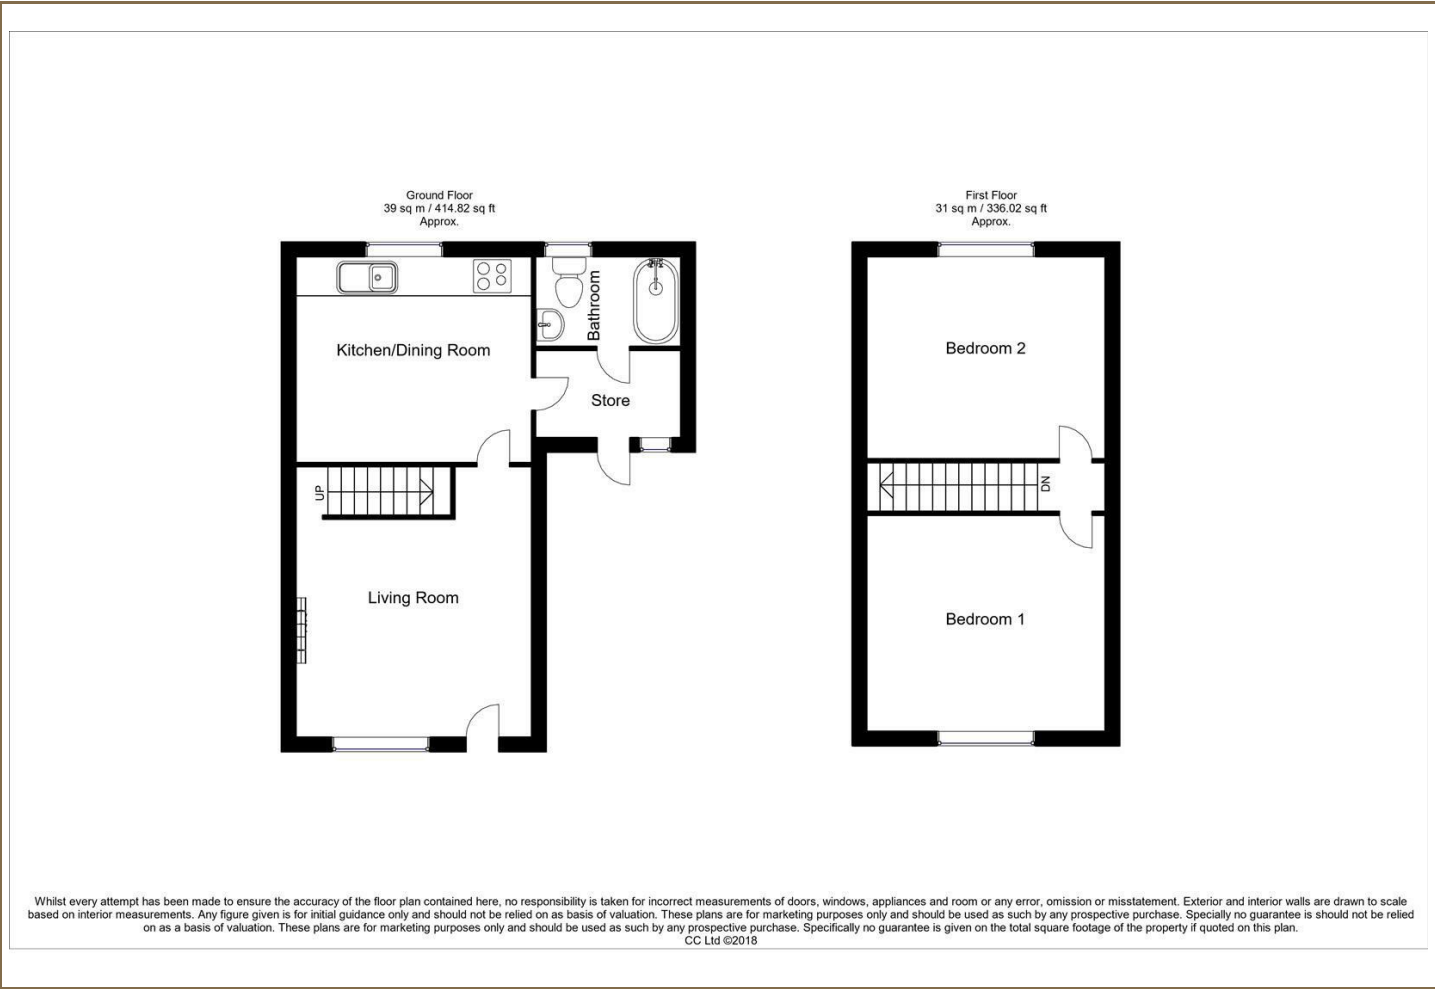 Ground Floor
39 sq m / 414.82 sq ft
Approx.
First Floor
31 sq m / 336.02 sq ft
Approx.
Bathroom
Kitchen/Dining Room
Store
UP
Living Room
Bedroom 2
DN
Bedroom 1
Whilst every attempt has been made to ensure the accuracy of the floor plan contained here, no responsibility is taken for incorrect measurements of doors, windows, appliances and room or any error, omission or misstatement. Exterior and interior walls are drawn to scale
based on interior measurements. Any figure given is for initial guidance only and should not be relied on as basis of valuation. These plans are for marketing purposes only and should be used as such by any prospective purchase. Specially no guarantee is should not be relied
on as a basis of valuation. These plans are for marketing purposes only and should be used as such by any prospective purchase. Specifically no guarantee is given on the total square footage of the property if quoted on this plan.
CC Ltd ©2018